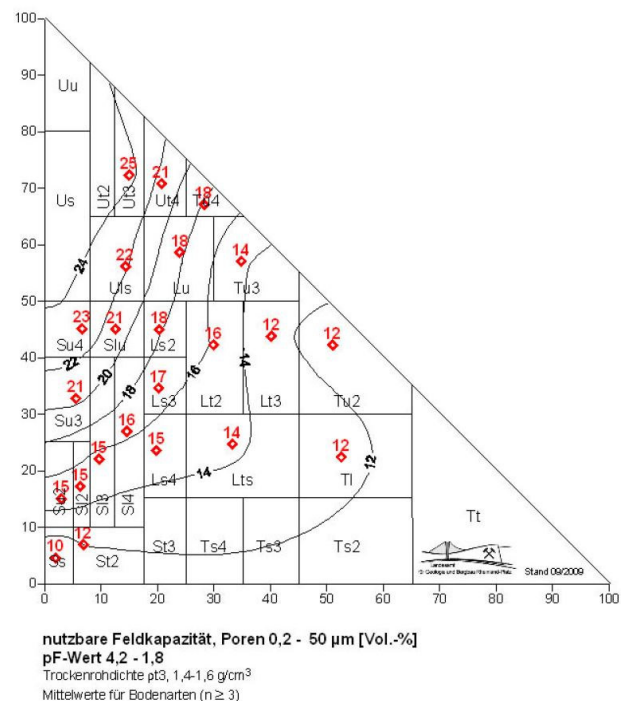 100
90
Uu
80
25
21
Us
Ut2
Ut3
Ut4
18
Tu4
70
60
22
18
14
24
Uls
Lu
Tu3
50
23
21
18
16
12
12
Su4
Slu
Ls2
22
40
21
20
17
16
14
18
Ls3
Lt2
Lt3
Tu2
30
Su3
16
15
15
14
12
20
15
15
Sl2
Sl3
Sl4
Ls4
14
Lts
Tl
12
10
12
10
Ss
St2
St3
Ts4
Ts3
Ts2
Tt
Landesamt
Stand 09/2009
0
0 10 20 30 40 50 60 70 80 90 100
nutzbare Feldkapazität, Poren 0,2 - 50 µm [Vol.-%]
pF-Wert 4,2 - 1,8
Trockenrohdichte ρt3, 1,4-1,6 g/cm³
Mittelwerte für Bodenarten (n ≥ 3)